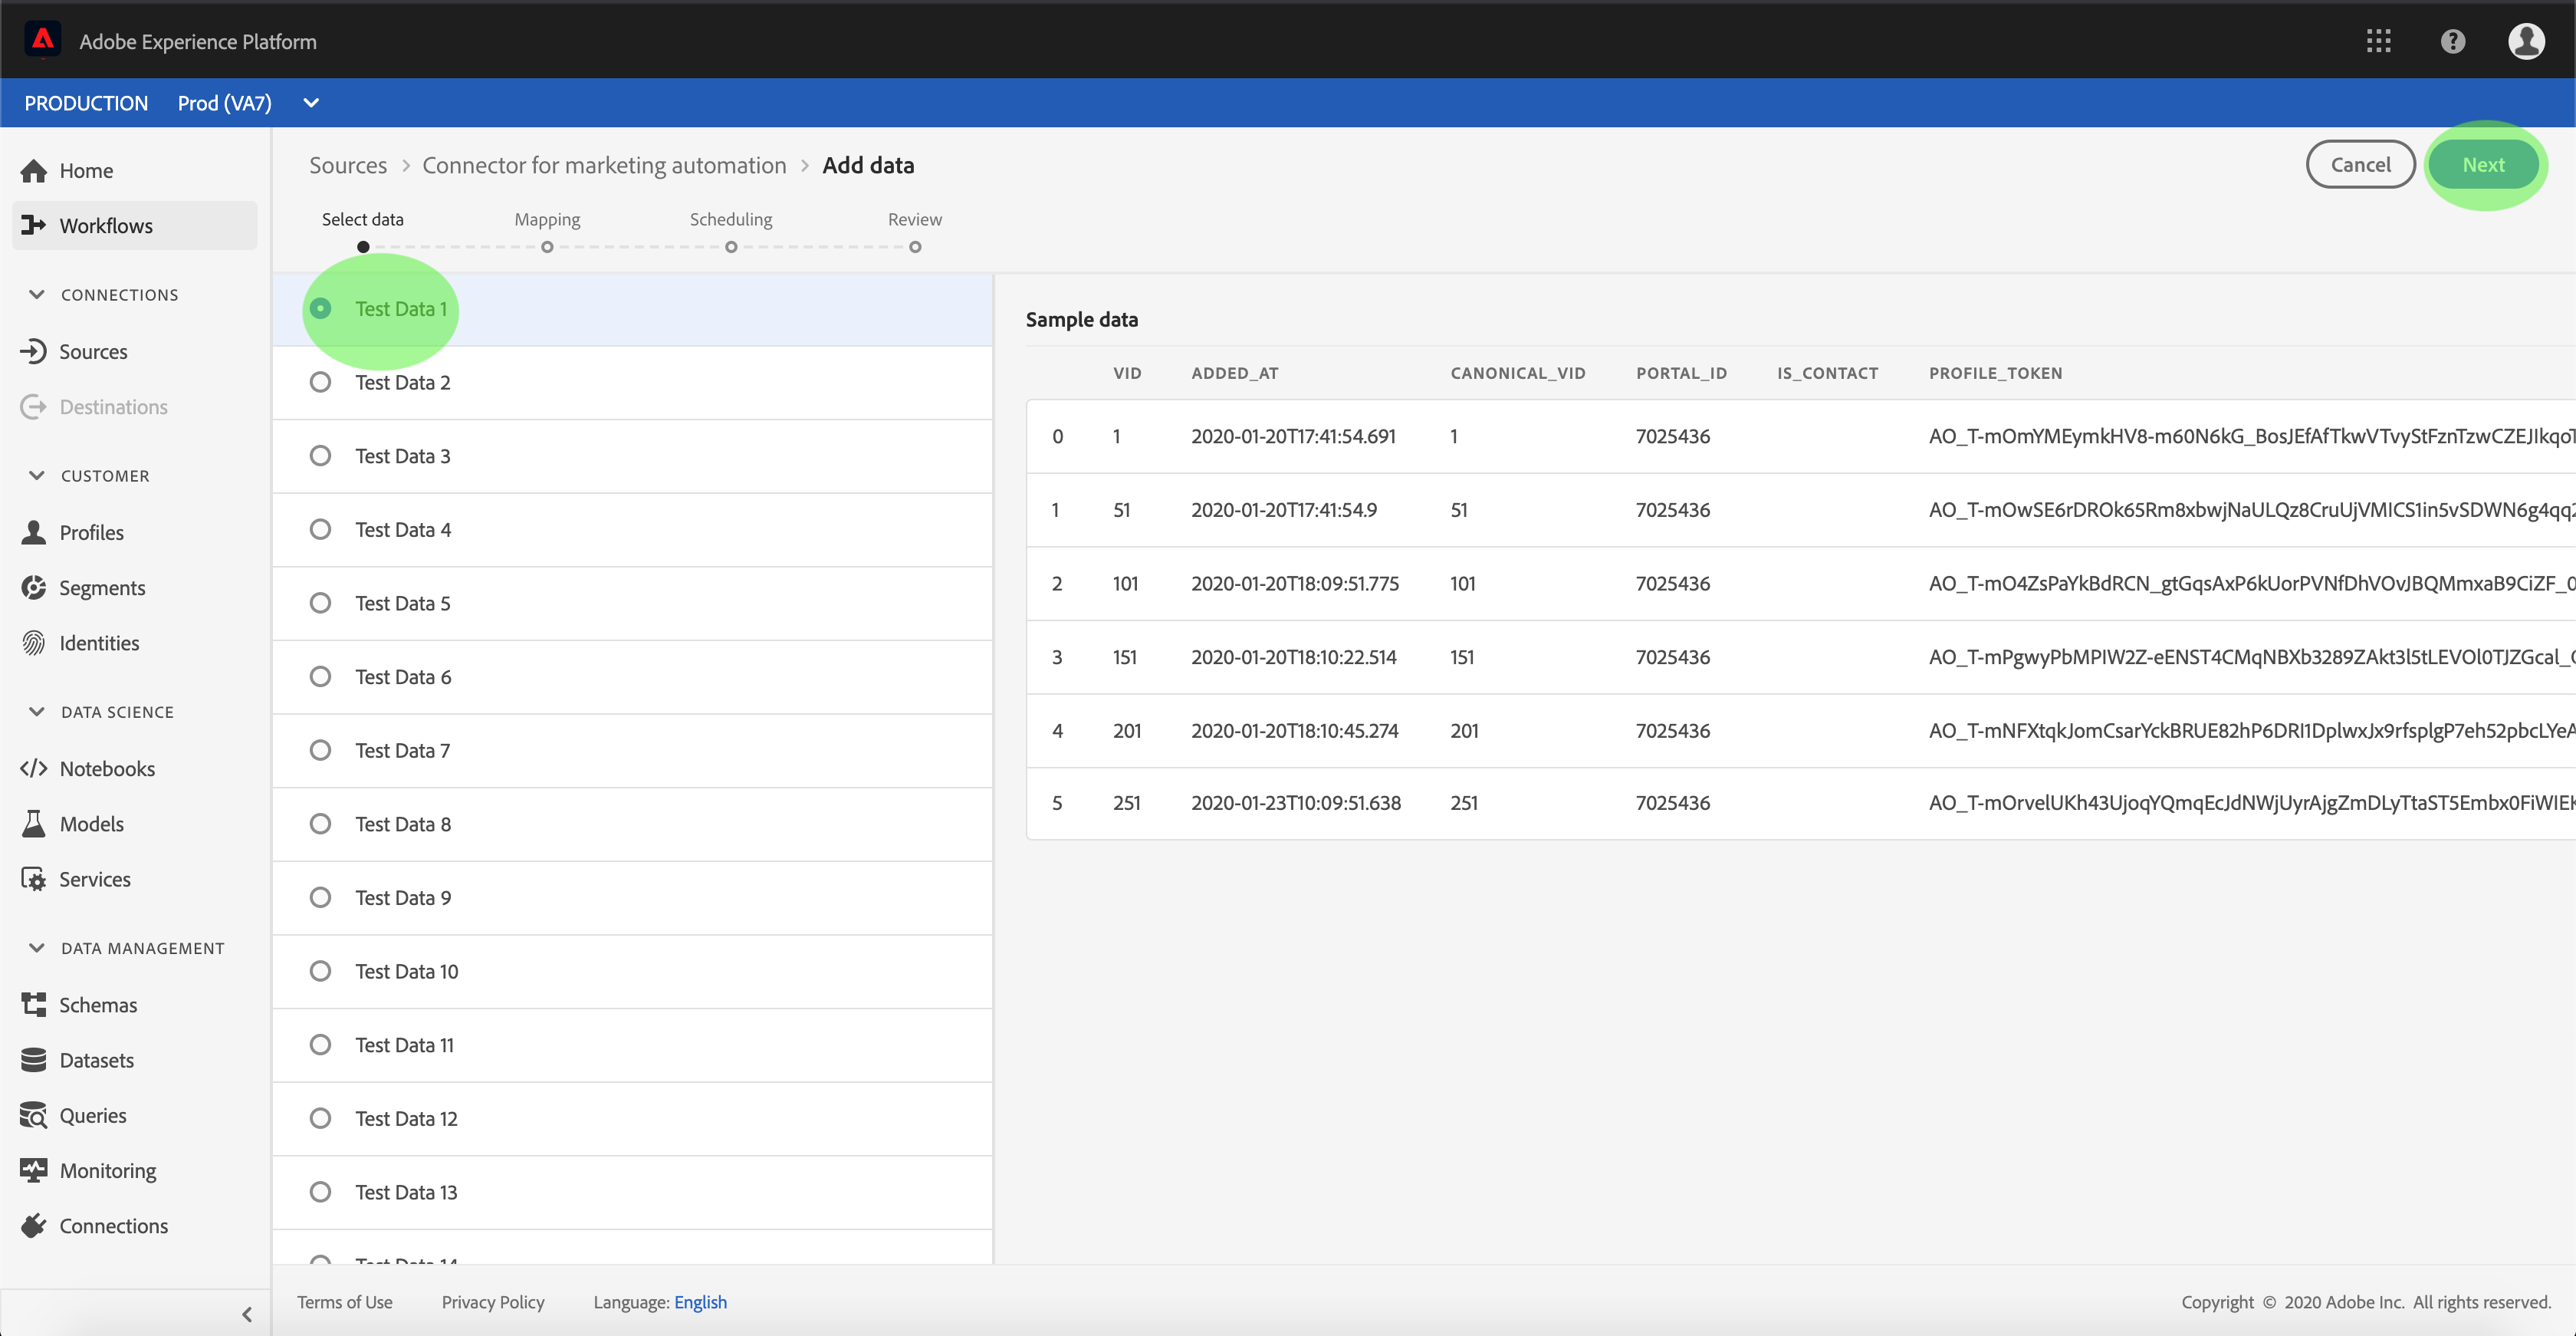 Adobe Experience Platform
PRODUCTION Prod (VA7)
Home
Workflows
CONNECTIONS
Sources
Destinations
CUSTOMER
Profiles
Segments
Identities
DATA SCIENCE
Notebooks
Models
Services
DATA MANAGEMENT
Schemas
Datasets
Queries
Monitoring
Connections
Sources > Connector for marketing automation > Add data
Cancel Next
Select data Mapping Scheduling Review
Test Data 1
Test Data 2
Test Data 3
Test Data 4
Test Data 5
Test Data 6
Test Data 7
Test Data 8
Test Data 9
Test Data 10
Test Data 11
Test Data 12
Test Data 13
Test Data 14
Sample data
VID ADDED_AT CANONICAL_VID PORTAL_ID IS_CONTACT PROFILE_TOKEN
0 1 2020-01-20T17:41:54.691 1 7025436 AO_T-mOmYMEymkHV8-m60N6kG_BosJEfAfTkwVTvyStFznTzwCZEJIkqoT
1 51 2020-01-20T17:41:54.9 51 7025436 AO_T-mOwSE6rDROk65Rm8xbwjNaULQz8CruUjVMICS1in5vSDWN6g4qq2
2 101 2020-01-20T18:09:51.775 101 7025436 AO_T-mO4ZsPaYkBdRCN_gtGqsAxP6kUorPVNfDhVOvJBQMmxaB9CiZF_0
3 151 2020-01-20T18:10:22.514 151 7025436 AO_T-mPgwyPbMPIW2Z-eENST4CMqNBXb3289ZAkt3l5tLEVOl0TJZGcal_
4 201 2020-01-20T18:10:45.274 201 7025436 AO_T-mNFXtqkJomCsarYckBRUE82hP6DRI1DplwxJx9rfsplgP7eh52pbcLYeA
5 251 2020-01-23T10:09:51.638 251 7025436 AO_T-mOrvelUKh43UjoqYQmqEcJdNWjUyrAjgZmDLyTtaST5Embx0FiWIEK
Terms of Use Privacy Policy Language: English
Copyright © 2020 Adobe Inc. All rights reserved.